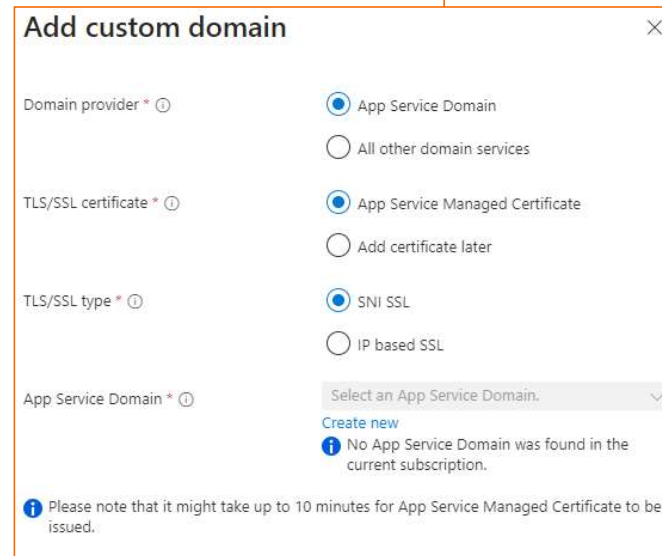 Add custom domain
Domain provider *
App Service Domain
All other domain services
TLS/SSL certificate *
App Service Managed Certificate
Add certificate later
TLS/SSL type *
SNI SSL
IP based SSL
App Service Domain *
Select an App Service Domain.
Create new
No App Service Domain was found in the
current subscription.
Please note that it might take up to 10 minutes for App Service Managed Certificate to be
issued.